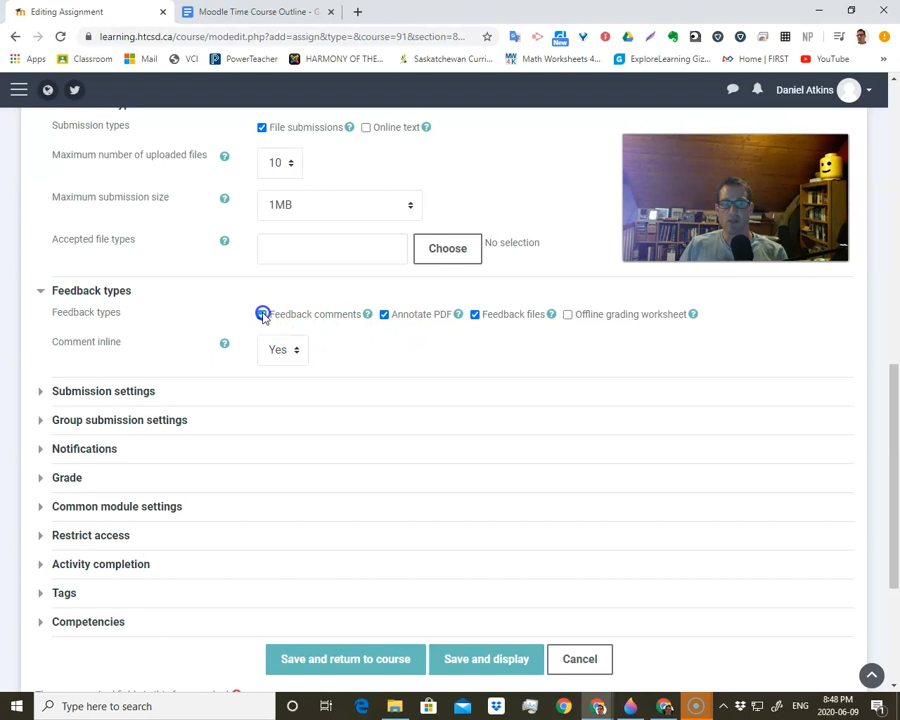 Editing Assignment
Moodle Time Course Outline - G
learning.htcsd.ca/course/modedit.php?add=assign&type=&course=91&section=8...
New
NP
Apps
Classroom
Mail
VCI
PowerTeacher
HARMONY OF THE...
Saskatchewan Curri...
Math Worksheets 4...
ExploreLearning Giz...
Home | FIRST
YouTube
Daniel Atkins
Submission types
File submissions
Online text
Maximum number of uploaded files
10
Maximum submission size
1MB
Accepted file types
Choose
No selection
Feedback types
Feedback types
Feedback comments
Annotate PDF
Feedback files
Offline grading worksheet
Comment inline
Yes
Submission settings
Group submission settings
Notifications
Grade
Common module settings
Restrict access
Activity completion
Tags
Competencies
Save and return to course
Save and display
Cancel
Type here to search
ENG
8:48 PM
2020-06-09